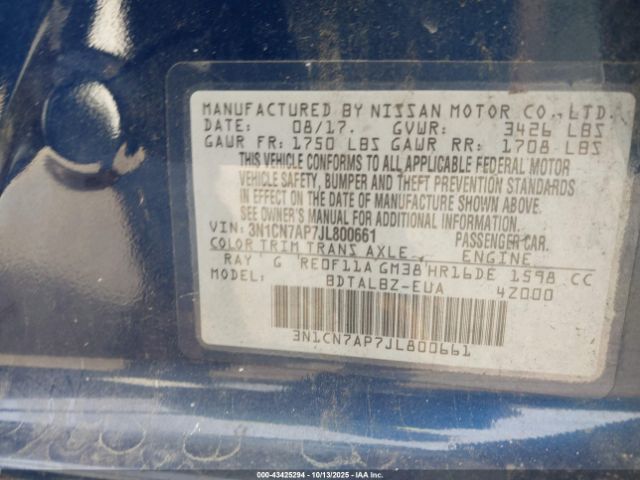 MANUFACTURED BY NISSAN MOTOR CO., LTD.
DATE: 08/17. GVWR: 3426 LBS
GAWR FR: 1750 LBS GAWR RR: 1708 LBS
THIS VEHICLE CONFORMS TO ALL APPLICABLE FEDERAL MOTOR
VEHICLE SAFETY, BUMPER AND THEFT PREVENTION STANDARDS
IN EFFECT ON THE DATE OF MANUFACTURE SHOWN ABOVE.
SEE OWNER'S MANUAL FOR ADDITIONAL INFORMATION.
VIN: 3N1CN7AP7JL800661 PASSENGER CAR.
COLOR TRIM TRANS AXLE ENGINE
RAY G RE0F11A GM38 HR16DE 1598 CC
MODEL: BDTALBZ-EUA 42000
3N1CN7AP7JL800661
00-43425294 | 10/13/2025 | Copart, Inc.